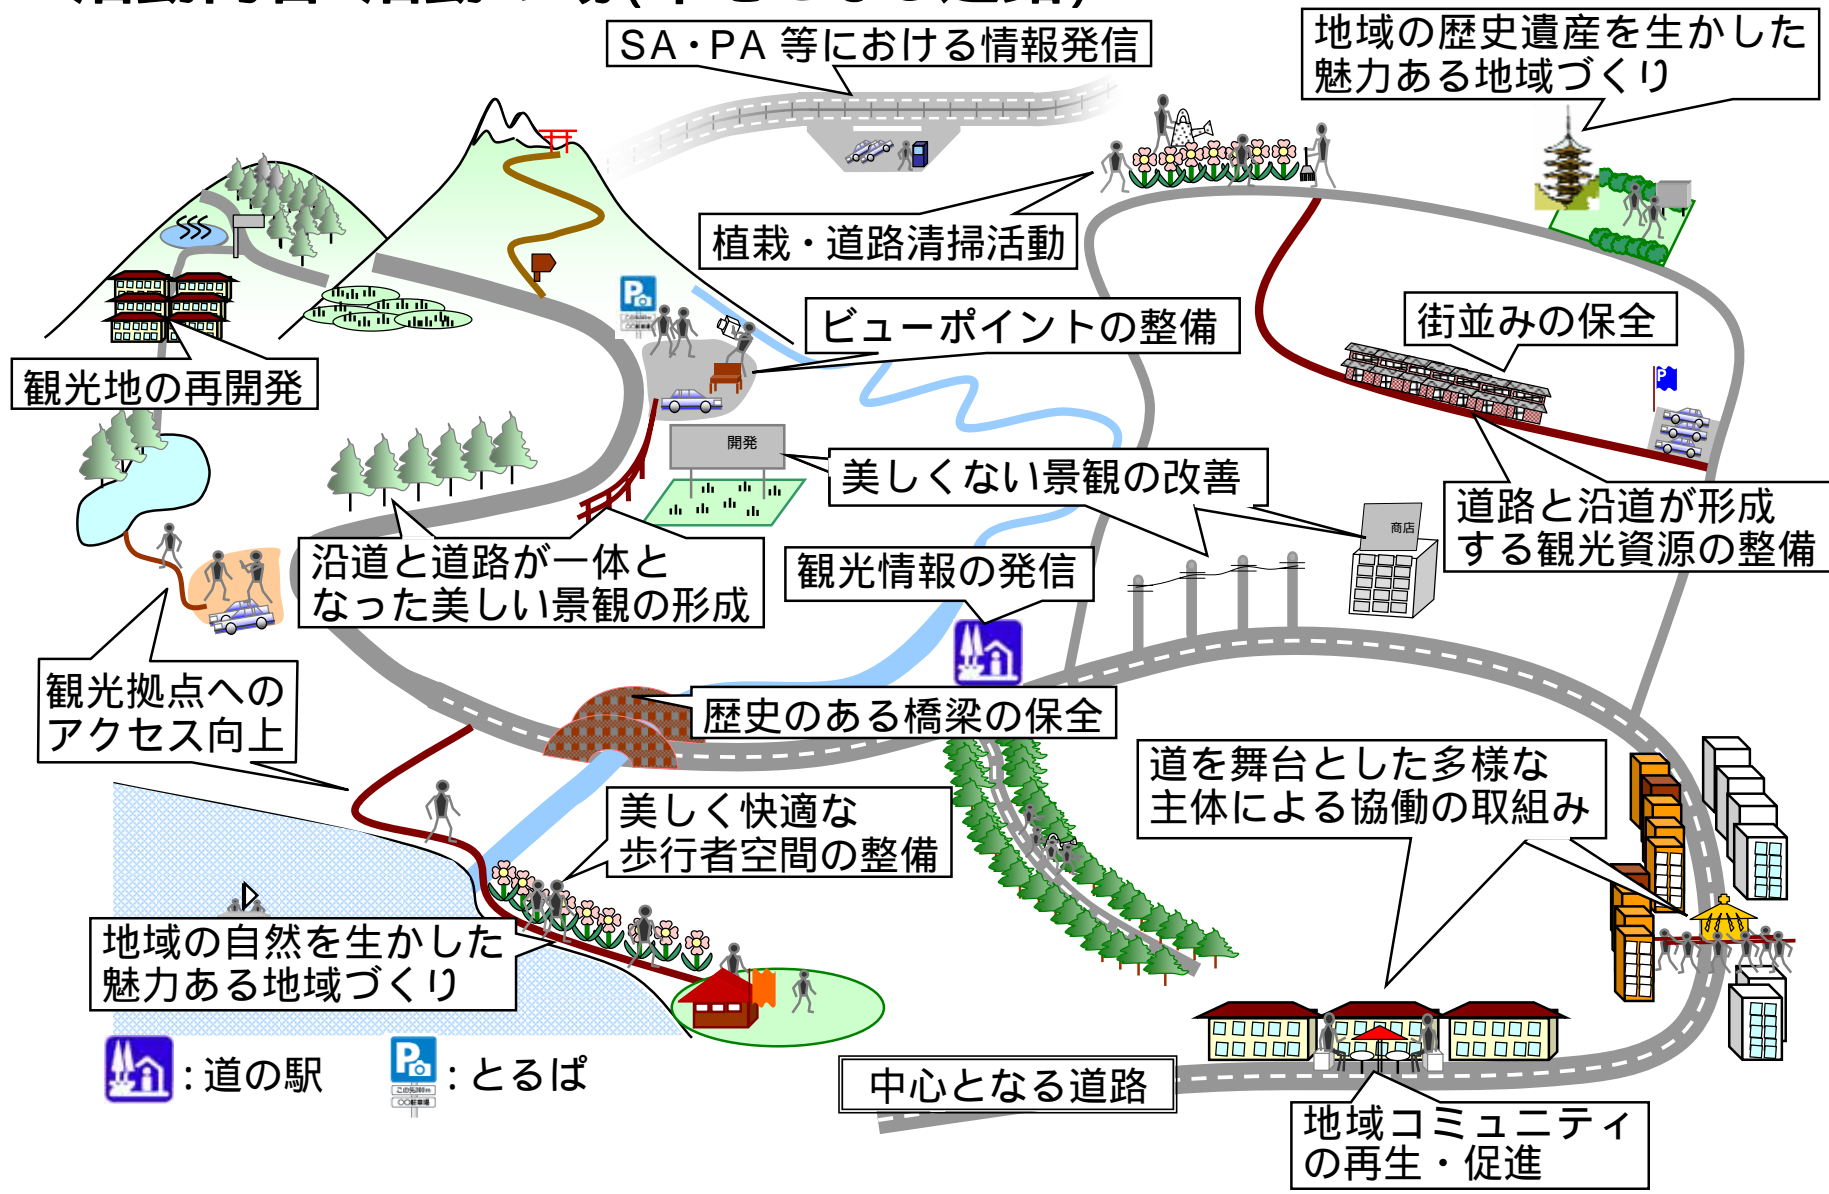 SA・PA 等における情報発信
地域の歴史遺産を生かした
魅力ある地域づくり
植栽・道路清掃活動
ビューポイントの整備
街並みの保全
観光地の再開発
開発
美しくない景観の改善
道路と沿道が形成
する観光資源の整備
商店
沿道と道路が一体と
なった美しい景観の形成
観光情報の発信
観光拠点への
アクセス向上
歴史のある橋梁の保全
道を舞台とした多様な
主体による協働の取組み
美しく快適な
歩行者空間の整備
地域の自然を生かした
魅力ある地域づくり
:道の駅
P
:とるぱ
中心となる道路
地域コミュニティ
の再生・促進